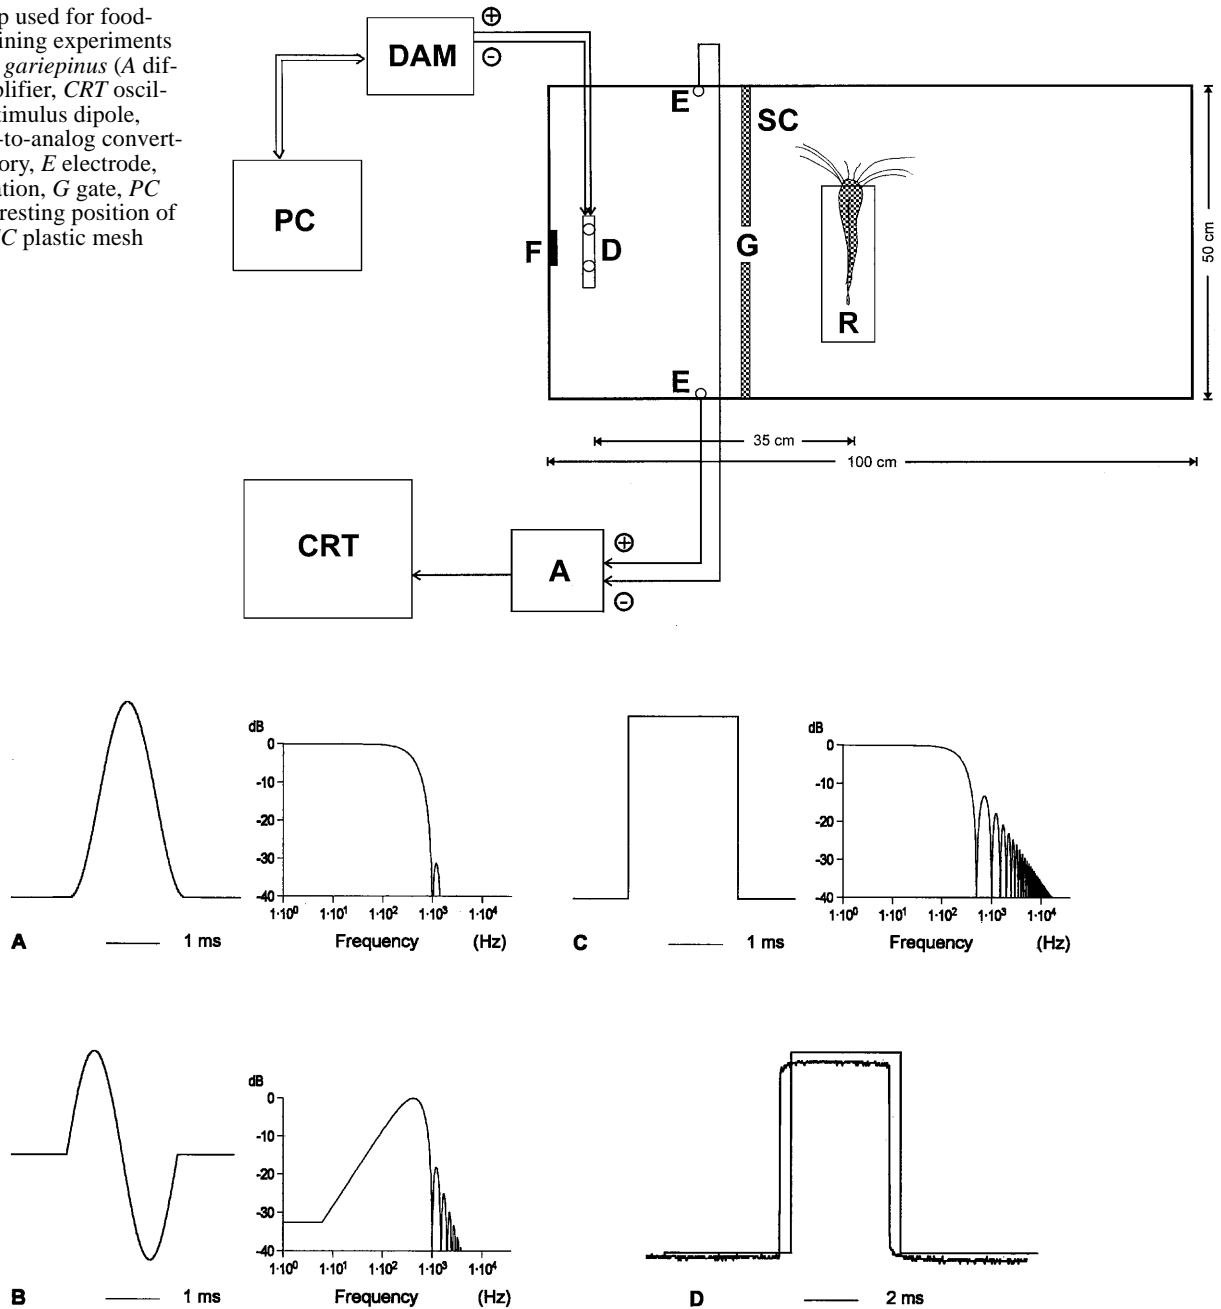 p used for food-
ining experiments
gariepinus (A dif-
plifier, CRT oscil-
timulus dipole,
-to-analog convert-
ory, E electrode,
ation, G gate, PC
resting position of
C plastic mesh
DAM
⊕
⊖
PC
E
SC
F
D
G
R
E
50 cm
35 cm
100 cm
CRT
A
⊕
⊖
dB
0
-10
-20
-30
-40
1·10⁰ 1·10¹ 1·10² 1·10³ 1·10⁴
A 1 ms Frequency (Hz)
dB
0
-10
-20
-30
-40
1·10⁰ 1·10¹ 1·10² 1·10³ 1·10⁴
C 1 ms Frequency (Hz)
dB
0
-10
-20
-30
-40
1·10⁰ 1·10¹ 1·10² 1·10³ 1·10⁴
B 1 ms Frequency (Hz)
D 2 ms